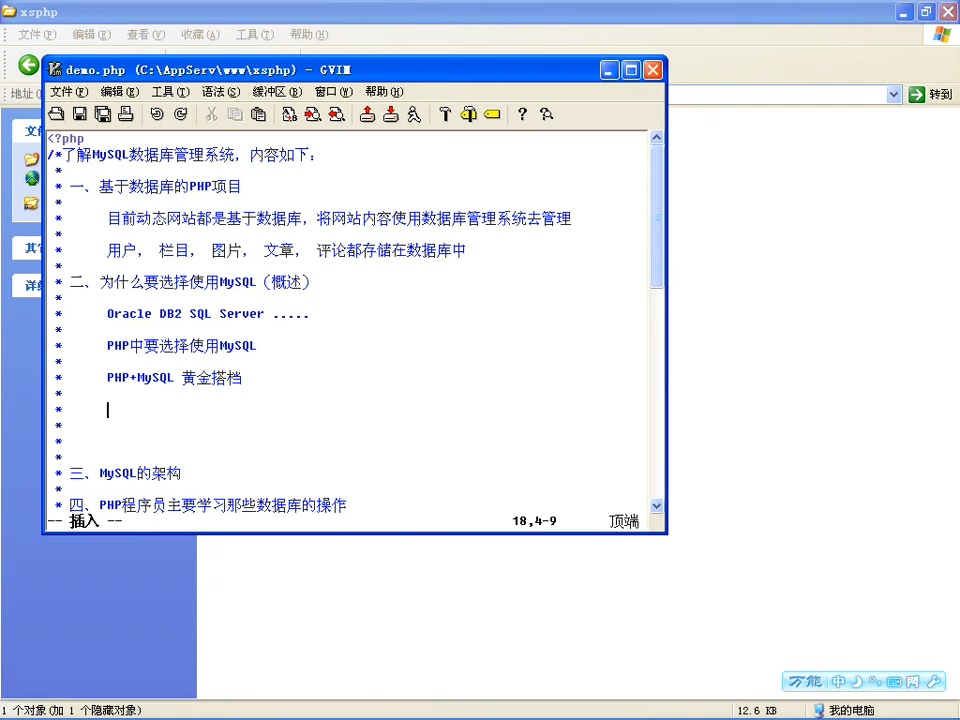 xsphp
文件(F) 编辑(E) 查看(V) 收藏(A) 工具(T) 帮助(H)
地址
转到
demo.php (C:\AppServ\www\xsphp) - GVIM
文件(F) 编辑(E) 工具(T) 语法(S) 缓冲区(B) 窗口(W) 帮助(H)
<?php
/*了解MySQL数据库管理系统，内容如下：
*
* 一、基于数据库的PHP项目
*
* 目前动态网站都是基于数据库，将网站内容使用数据库管理系统去管理
*
* 用户， 栏目， 图片， 文章， 评论都存储在数据库中
*
* 二、为什么要选择使用MySQL（概述）
*
* Oracle DB2 SQL Server .....
*
* PHP中要选择使用MySQL
*
* PHP+MySQL 黄金搭档
*
*
*
*
*
* 三、MySQL的架构
*
* 四、PHP程序员主要学习那些数据库的操作
-- 插入 --
18,4-9
顶端
文
其
详
万能 中
1 个对象(加 1 个隐藏对象)
12.6 KB
我的电脑